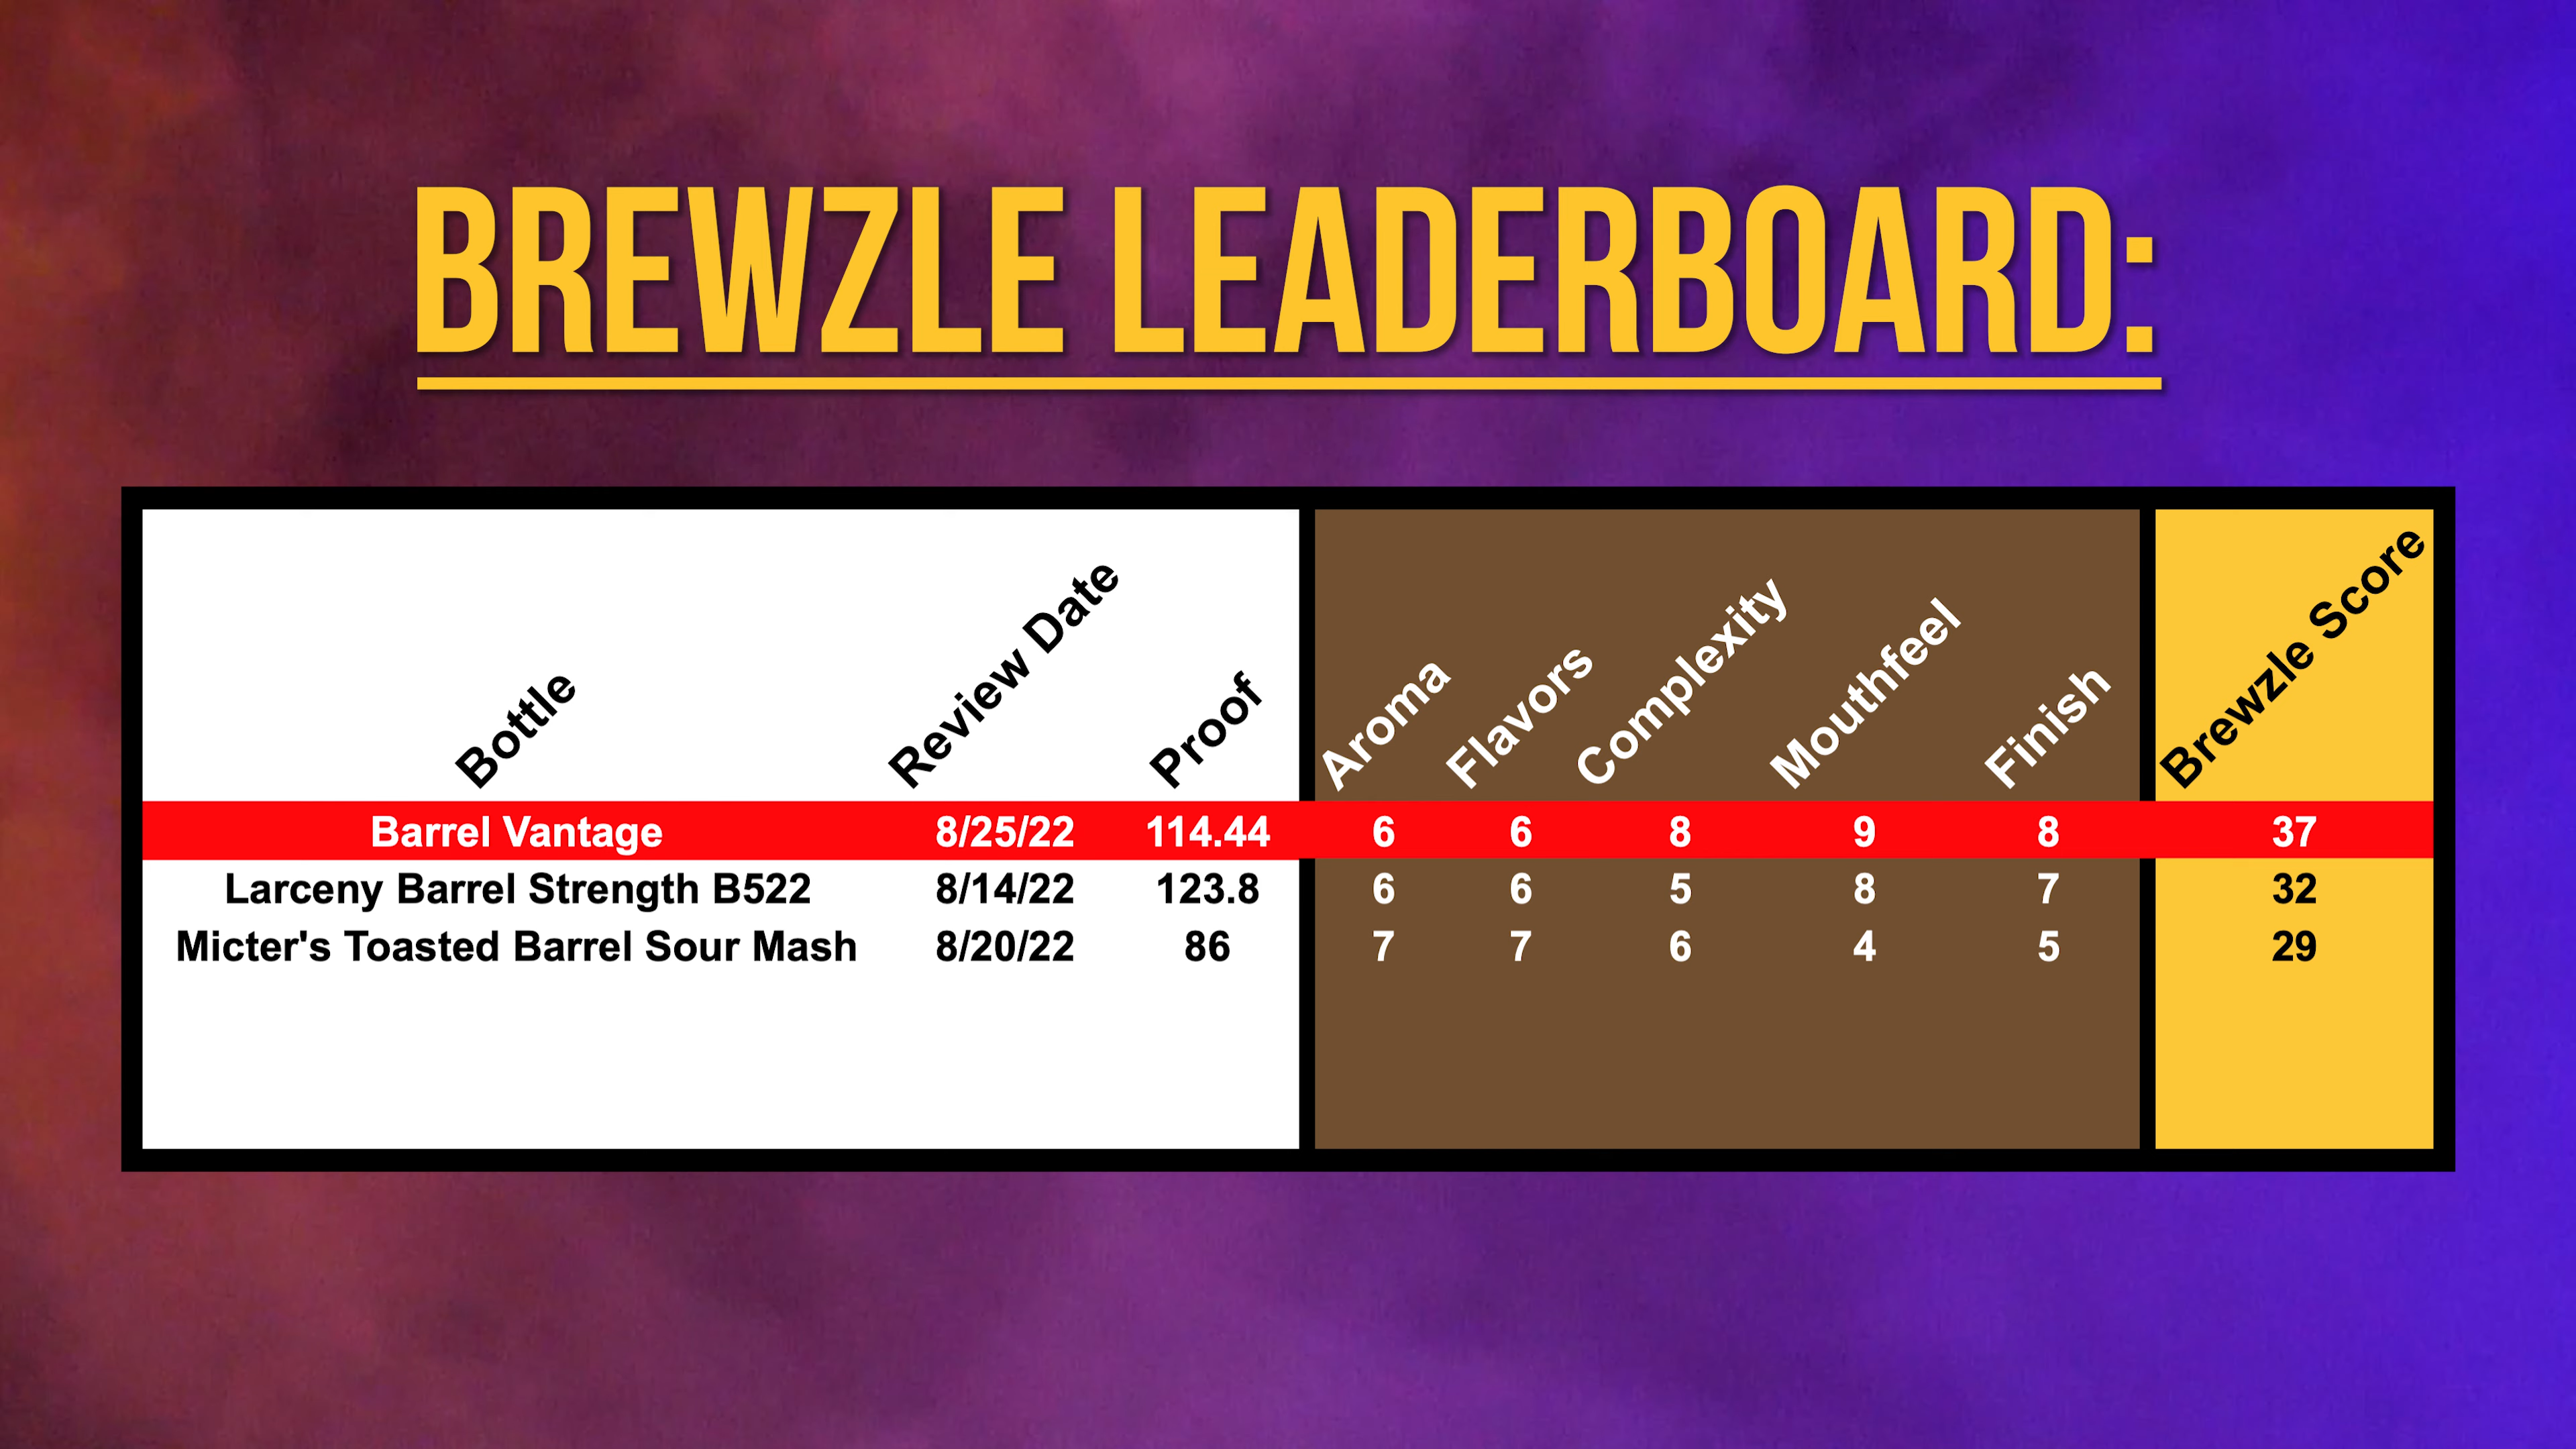 BREWZLE LEADERBOARD:
Bottle Review Date Proof Aroma Flavors Complexity Mouthfeel Finish Brewzle Score
Barrel Vantage 8/25/22 114.44 6 6 8 9 8 37
Larceny Barrel Strength B522 8/14/22 123.8 6 6 5 8 7 32
Micter's Toasted Barrel Sour Mash 8/20/22 86 7 7 6 4 5 29